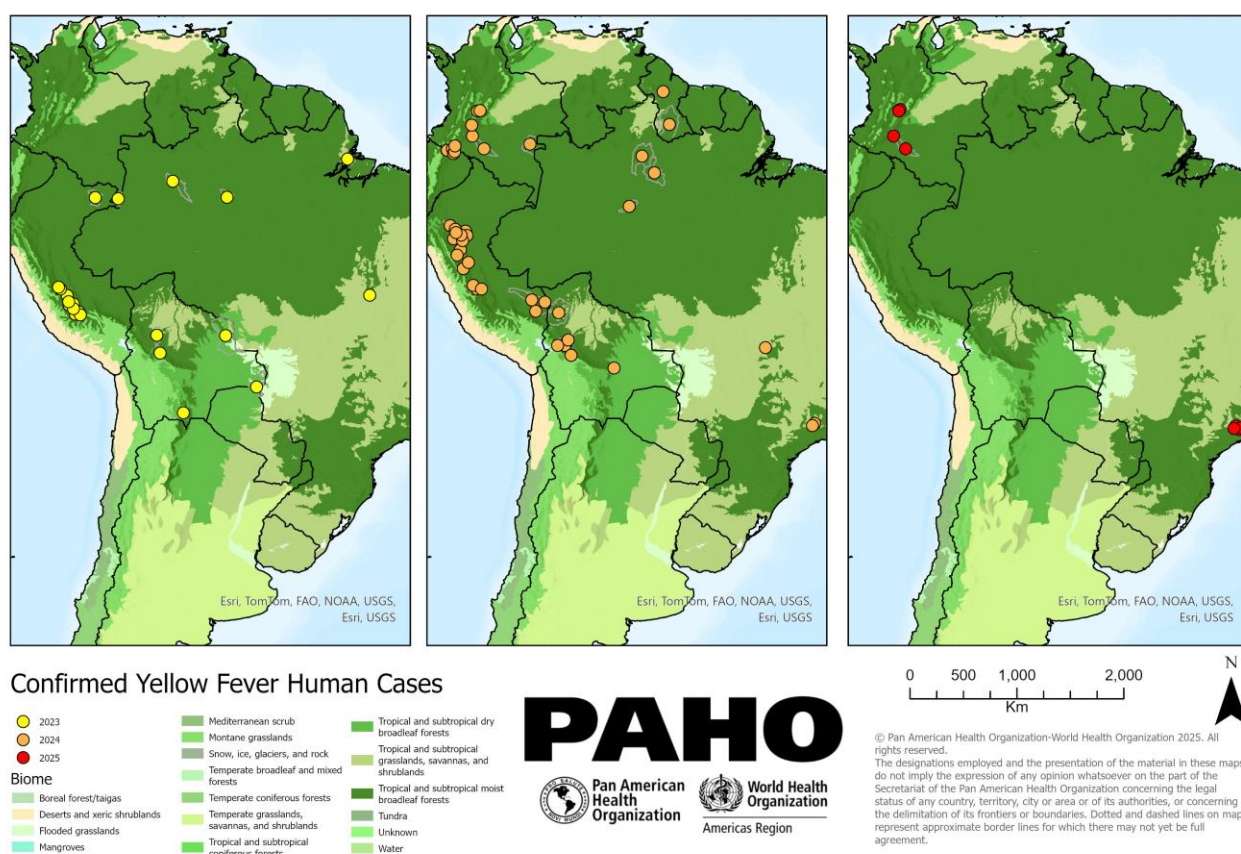 Esri, TomTom, FAO, NOAA, USGS,
Esri, USGS
Esri, TomTom, FAO, NOAA, USGS,
Esri, USGS
Esri, TomTom, FAO, NOAA, USGS,
Esri, USGS
Confirmed Yellow Fever Human Cases
2023
2024
2025
Biome
Boreal forest/taigas
Deserts and xeric shrublands
Flooded grasslands
Mangroves
Mediterranean scrub
Montane grasslands
Snow, ice, glaciers, and rock
Temperate broadleaf and mixed
forests
Temperate coniferous forests
Temperate grasslands,
savannas, and shrublands
Tropical and subtropical
coniferous forests
Tropical and subtropical dry
broadleaf forests
Tropical and subtropical
grasslands, savannas, and
shrublands
Tropical and subtropical moist
broadleaf forests
Tundra
Unknown
Water
PAHO
Pan American
Health
Organization
World Health
Organization
Americas Region
0 500 1,000 2,000
Km
N
© Pan American Health Organization-World Health Organization 2025. All
rights reserved.
The designations employed and the presentation of the material in these maps
do not imply the expression of any opinion whatsoever on the part of the
Secretariat of the Pan American Health Organization concerning the legal
status of any country, territory, city or area or of its authorities, or concerning
the delimitation of its frontiers or boundaries. Dotted and dashed lines on map
represent approximate border lines for which there may not yet be full
agreement.